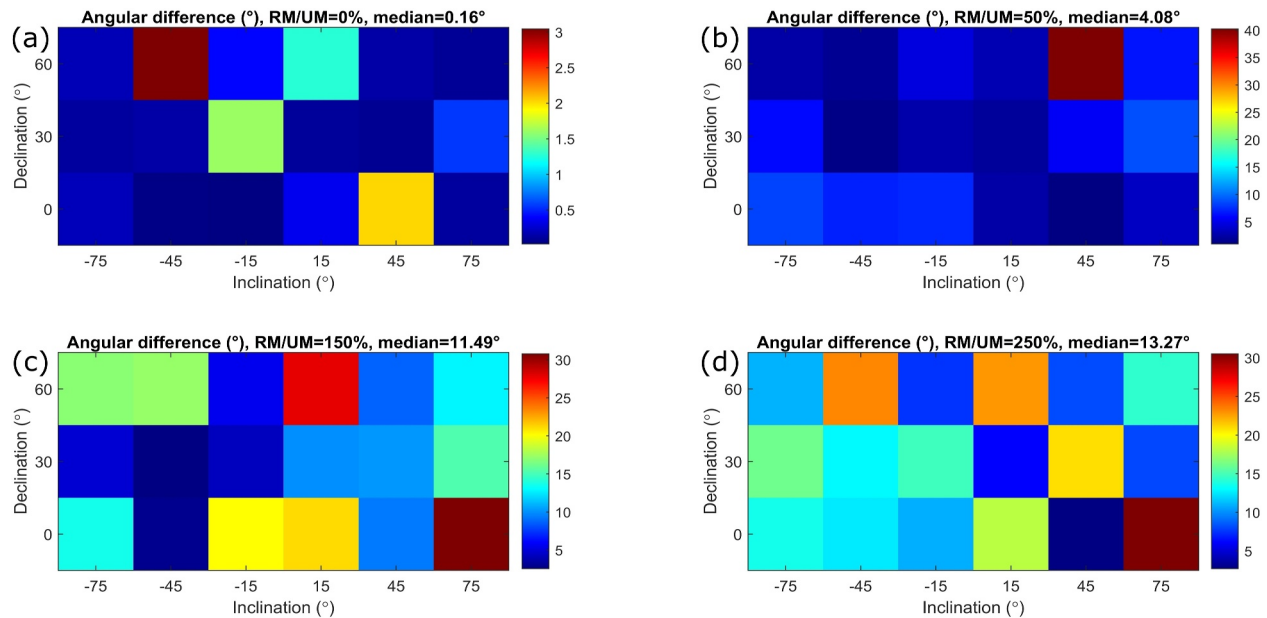 (a)
Angular difference (°), RM/UM=0%, median=0.16°
Declination (°)
60
30
0
-75 -45 -15 15 45 75
Inclination (°)
3
2.5
2
1.5
1
0.5
(b)
Angular difference (°), RM/UM=50%, median=4.08°
Declination (°)
60
30
0
-75 -45 -15 15 45 75
Inclination (°)
40
35
30
25
20
15
10
5
(c)
Angular difference (°), RM/UM=150%, median=11.49°
Declination (°)
60
30
0
-75 -45 -15 15 45 75
Inclination (°)
30
25
20
15
10
5
(d)
Angular difference (°), RM/UM=250%, median=13.27°
Declination (°)
60
30
0
-75 -45 -15 15 45 75
Inclination (°)
30
25
20
15
10
5